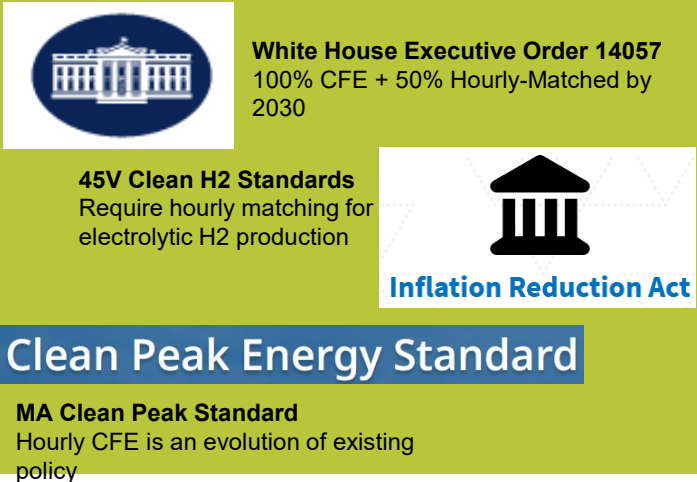 White House Executive Order 14057
100% CFE + 50% Hourly-Matched by
2030
45V Clean H2 Standards
Require hourly matching for
electrolytic H2 production
Inflation Reduction Act
Clean Peak Energy Standard
MA Clean Peak Standard
Hourly CFE is an evolution of existing
policy